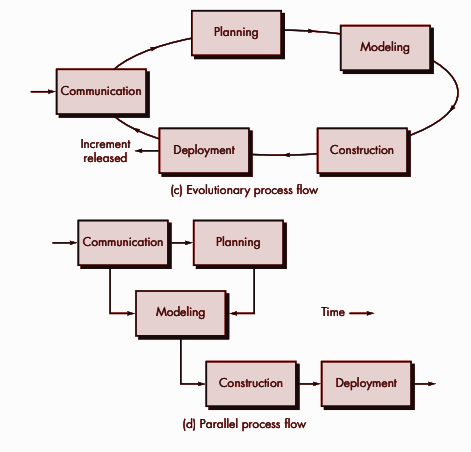 Planning
Modeling
Communication
Increment
released
Deployment
Construction
(c) Evolutionary process flow
Communication
Planning
Modeling
Time
Construction
Deployment
(d) Parallel process flow